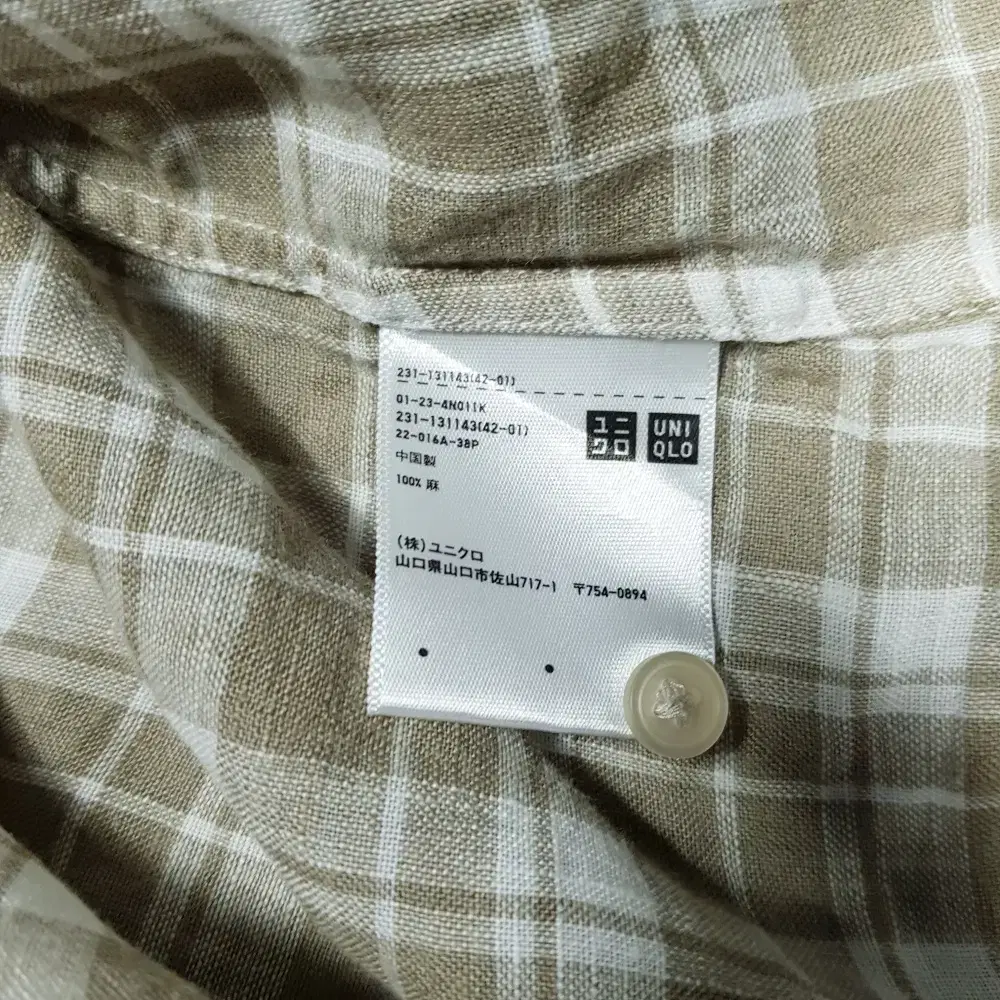 231-131143(42-01)
01-23-4N011K
231-131143(42-01)
22-016A-38P
中国製
100% 麻
ユニ
クロ
UNI
QLO
(株)ユニクロ
山口県山口市佐山717-1 〒754-0894